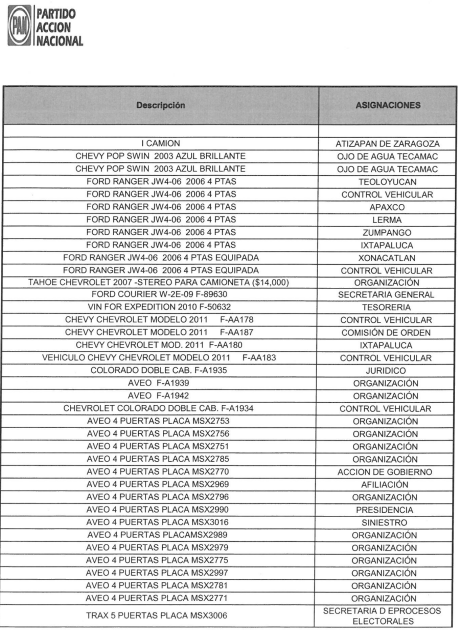 PAN
PARTIDO
ACCION
NACIONAL
Descripción ASIGNACIONES
I CAMION ATIZAPAN DE ZARAGOZA
CHEVY POP SWIN 2003 AZUL BRILLANTE OJO DE AGUA TECAMAC
CHEVY POP SWIN 2003 AZUL BRILLANTE OJO DE AGUA TECAMAC
FORD RANGER JW4-06 2006 4 PTAS TEOLOYUCAN
FORD RANGER JW4-06 2006 4 PTAS CONTROL VEHICULAR
FORD RANGER JW4-06 2006 4 PTAS APAXCO
FORD RANGER JW4-06 2006 4 PTAS LERMA
FORD RANGER JW4-06 2006 4 PTAS ZUMPANGO
FORD RANGER JW4-06 2006 4 PTAS IXTAPALUCA
FORD RANGER JW4-06 2006 4 PTAS EQUIPADA XONACATLAN
FORD RANGER JW4-06 2006 4 PTAS EQUIPADA CONTROL VEHICULAR
TAHOE CHEVROLET 2007 -STEREO PARA CAMIONETA ($14,000) ORGANIZACIÓN
FORD COURIER W-2E-09 F-89630 SECRETARIA GENERAL
VIN FOR EXPEDITION 2010 F-50632 TESORERIA
CHEVY CHEVROLET MODELO 2011 F-AA178 CONTROL VEHICULAR
CHEVY CHEVROLET MODELO 2011 F-AA187 COMISIÓN DE ORDEN
CHEVY CHEVROLET MOD. 2011 F-AA180 IXTAPALUCA
VEHICULO CHEVY CHEVROLET MODELO 2011 F-AA183 CONTROL VEHICULAR
COLORADO DOBLE CAB. F-A1935 JURIDICO
AVEO F-A1939 ORGANIZACIÓN
AVEO F-A1942 ORGANIZACIÓN
CHEVROLET COLORADO DOBLE CAB. F-A1934 CONTROL VEHICULAR
AVEO 4 PUERTAS PLACA MSX2753 ORGANIZACIÓN
AVEO 4 PUERTAS PLACA MSX2756 ORGANIZACIÓN
AVEO 4 PUERTAS PLACA MSX2751 ORGANIZACIÓN
AVEO 4 PUERTAS PLACA MSX2785 ORGANIZACIÓN
AVEO 4 PUERTAS PLACA MSX2770 ACCION DE GOBIERNO
AVEO 4 PUERTAS PLACA MSX2969 AFILIACIÓN
AVEO 4 PUERTAS PLACA MSX2796 ORGANIZACIÓN
AVEO 4 PUERTAS PLACA MSX2990 PRESIDENCIA
AVEO 4 PUERTAS PLACA MSX3016 SINIESTRO
AVEO 4 PUERTAS PLACAMSX2989 ORGANIZACIÓN
AVEO 4 PUERTAS PLACA MSX2979 ORGANIZACIÓN
AVEO 4 PUERTAS PLACA MSX2775 ORGANIZACIÓN
AVEO 4 PUERTAS PLACA MSX2997 ORGANIZACIÓN
AVEO 4 PUERTAS PLACA MSX2781 ORGANIZACIÓN
AVEO 4 PUERTAS PLACA MSX2771 ORGANIZACIÓN
TRAX 5 PUERTAS PLACA MSX3006 SECRETARIA D EPROCESOS
ELECTORALES